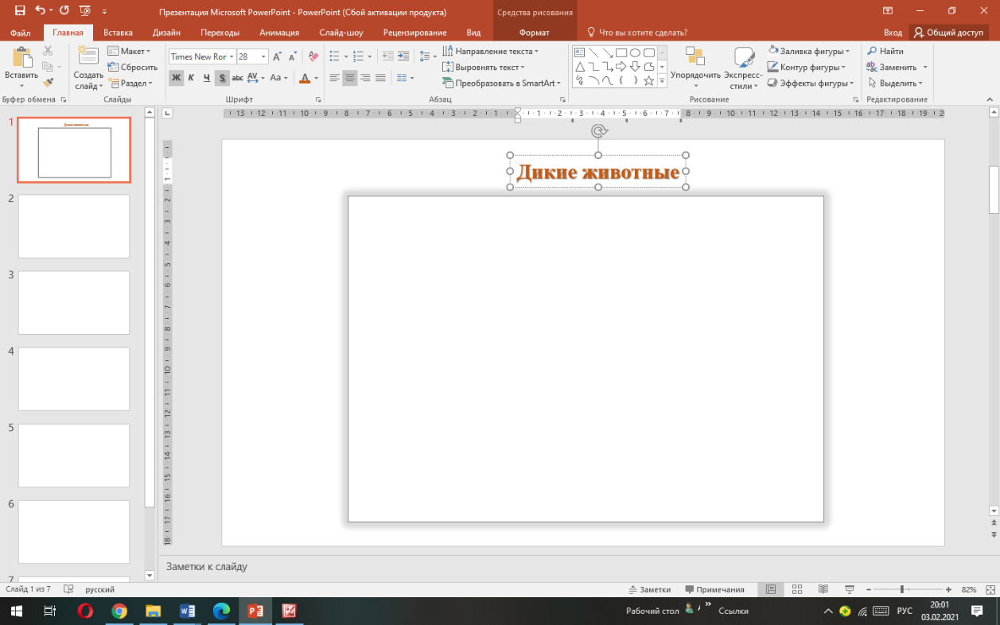 Презентация Microsoft PowerPoint - PowerPoint (Сбой активации продукта)
Средства рисования
Файл Главная Вставка Дизайн Переходы Анимация Слайд-шоу Рецензирование Вид Формат Что вы хотите сделать? Вход Общий доступ
Вставить
Создать слайд
Макет
Сбросить
Раздел
Times New Ror 28
Ж К Ч S abc AV Aa A
Направление текста
Выровнять текст
Преобразовать в SmartArt
Упорядочить
Экспресс-стили
Заливка фигуры
Контур фигуры
Эффекты фигуры
Найти
Заменить
Выделить
Буфер обмена Слайды Шрифт Абзац Рисование Редактирование
13 12 11 10 9 8 7 6 5 4 3 2 1 1 2 3 4 5 6 7 8 9 10 11 12 13 14 15 16 17 18 19 2
1
Дикие животные
2
3
4
5
6
7
1 2 3 4 5 6 7 8 9 10 11 12 13 14 15 16 17 18
Дикие животные
Заметки к слайду
Слайд 1 из 7 русский Заметки Примечания 82%
Рабочий стол Ссылки РУС 20:01
03.02.2021